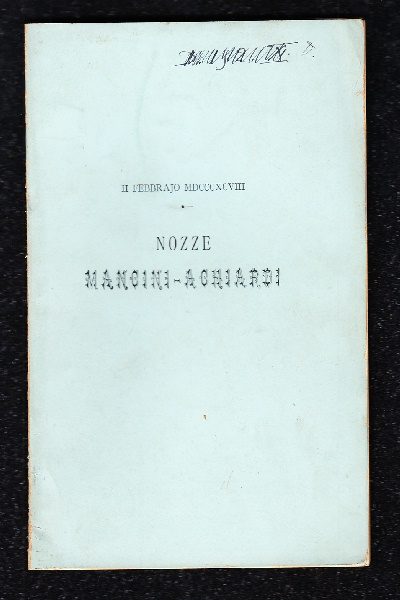 II FEBBRAJO MDCCCXCVIII
NOZZE
MANCINI-ACHIARDI